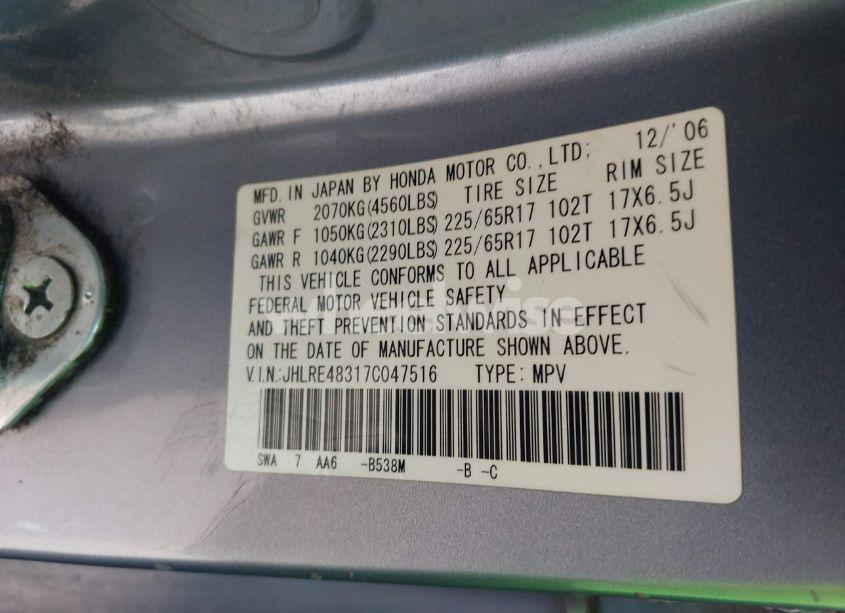 MFD. IN JAPAN BY HONDA MOTOR CO.,LTD; 12/'06
GVWR 2070KG(4560LBS) TIRE SIZE RIM SIZE
GAWR F 1050KG(2310LBS) 225/65R17 102T 17X6.5J
GAWR R 1040KG(2290LBS) 225/65R17 102T 17X6.5J
THIS VEHICLE CONFORMS TO ALL APPLICABLE
FEDERAL MOTOR VEHICLE SAFETY
AND THEFT PREVENTION STANDARDS IN EFFECT
ON THE DATE OF MANUFACTURE SHOWN ABOVE.
V.I.N.:JHLRE48317C047516 TYPE: MPV
SWA 7 AA6 -B538M -B -C